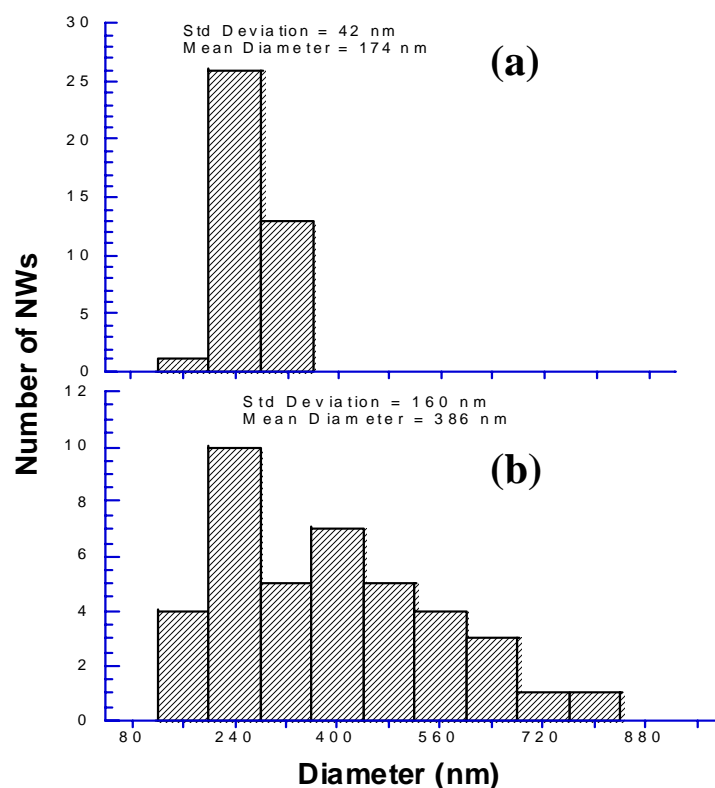 30
Std Deviation = 42 nm
Mean Diameter = 174 nm
(a)
25
20
15
10
5
0
12
Std Deviation = 160 nm
Mean Diameter = 386 nm
10
(b)
8
6
4
2
0
80 240 400 560 720 880
Number of NWs
Diameter (nm)